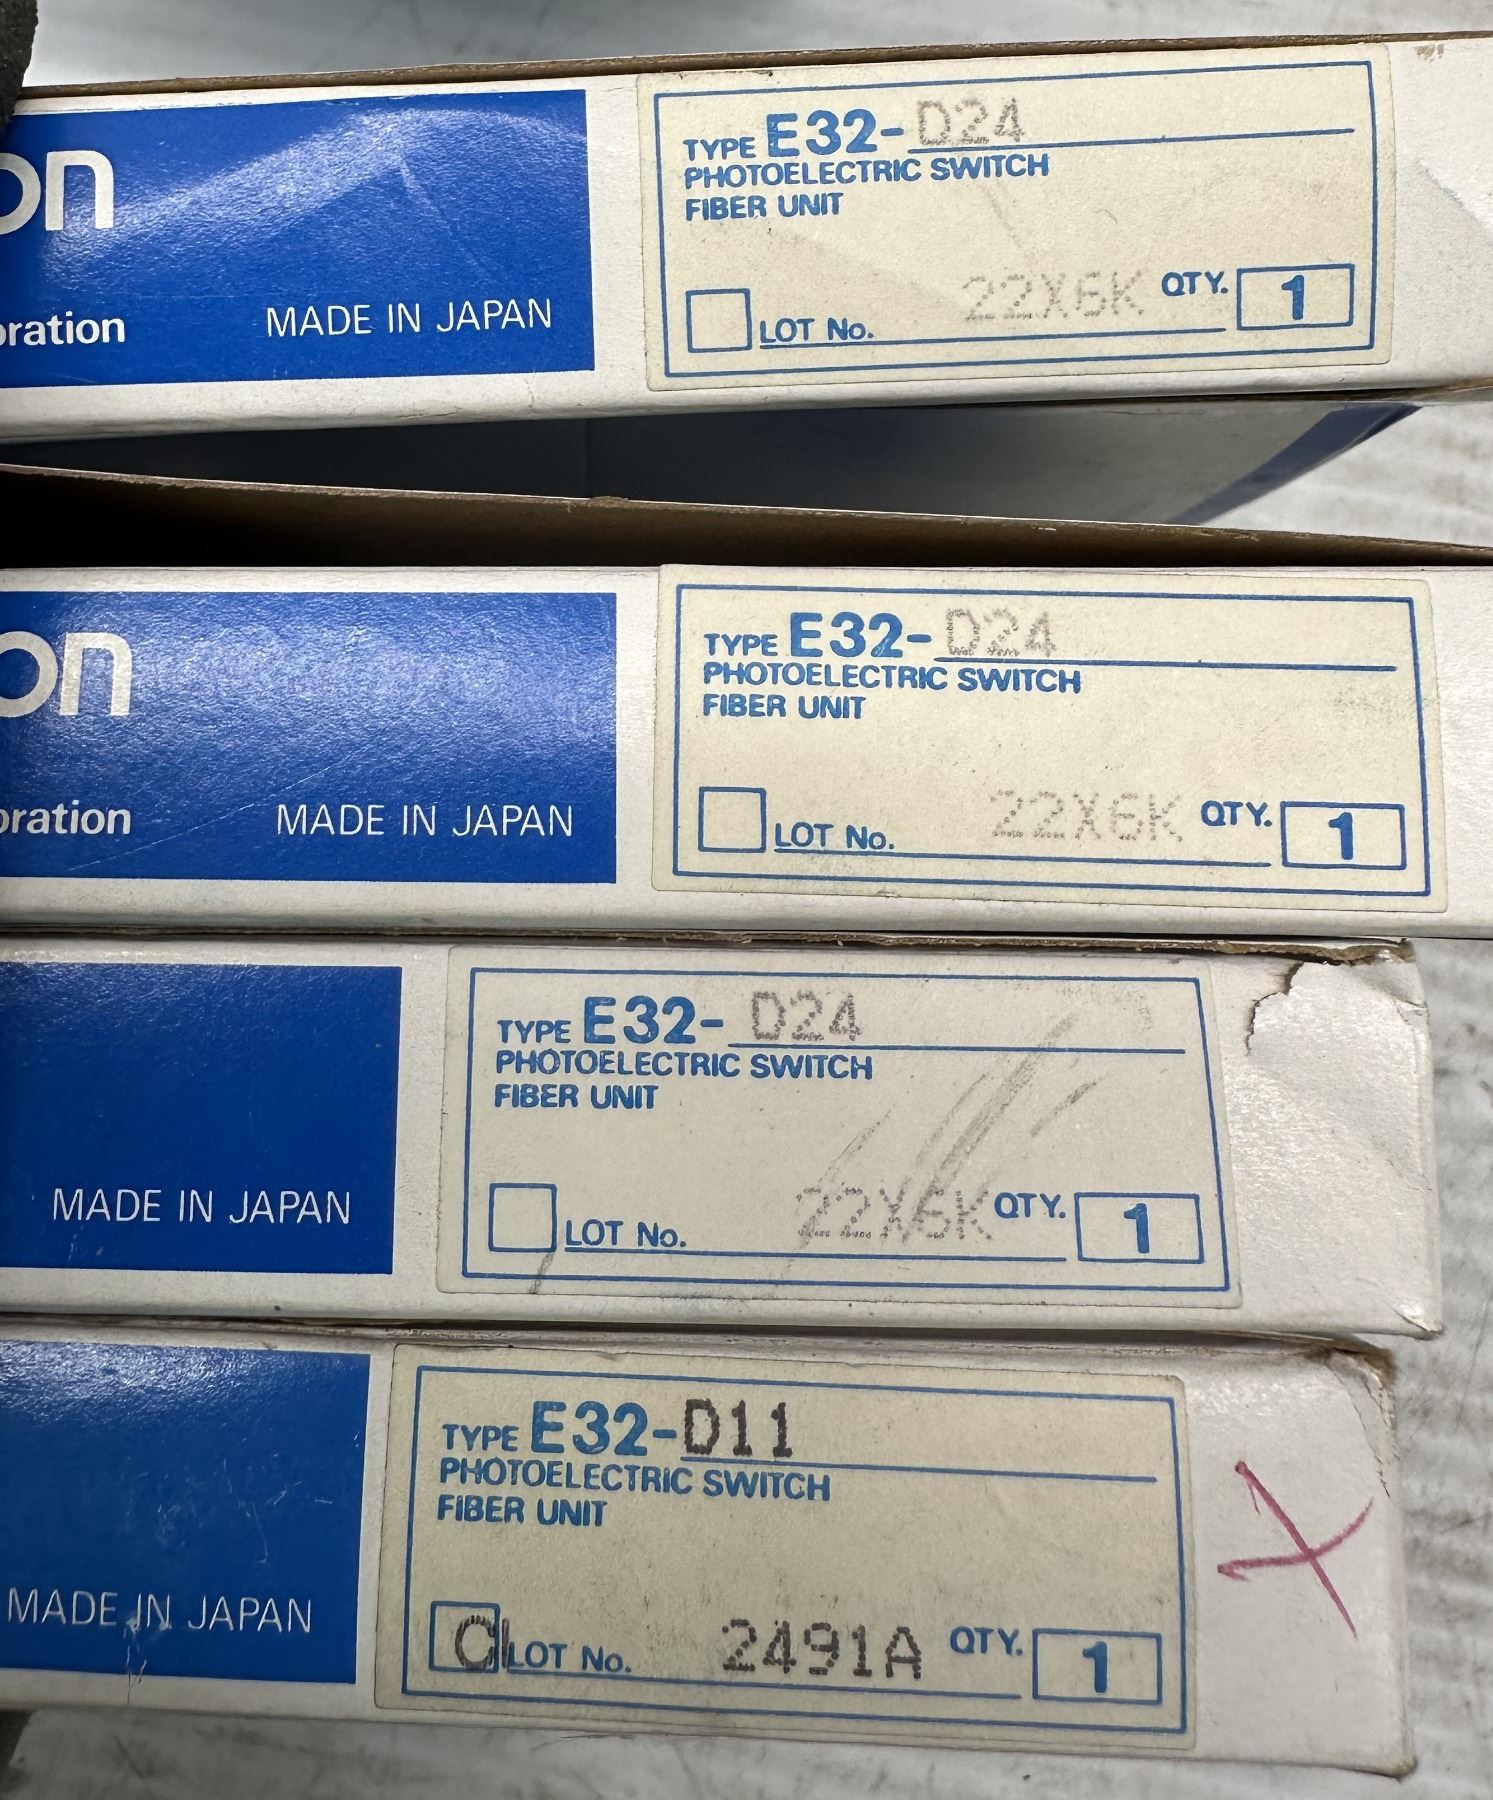 on
oration
MADE IN JAPAN
TYPE E32-D24
PHOTOELECTRIC SWITCH
FIBER UNIT
LOT No. 22X6K QTY. 1
on
oration
MADE IN JAPAN
TYPE E32-D24
PHOTOELECTRIC SWITCH
FIBER UNIT
LOT No. 22X6K QTY. 1
MADE IN JAPAN
TYPE E32-D24
PHOTOELECTRIC SWITCH
FIBER UNIT
LOT No. 22X6K QTY. 1
MADE IN JAPAN
TYPE E32-D11
PHOTOELECTRIC SWITCH
FIBER UNIT
LOT No. 2491A QTY. 1